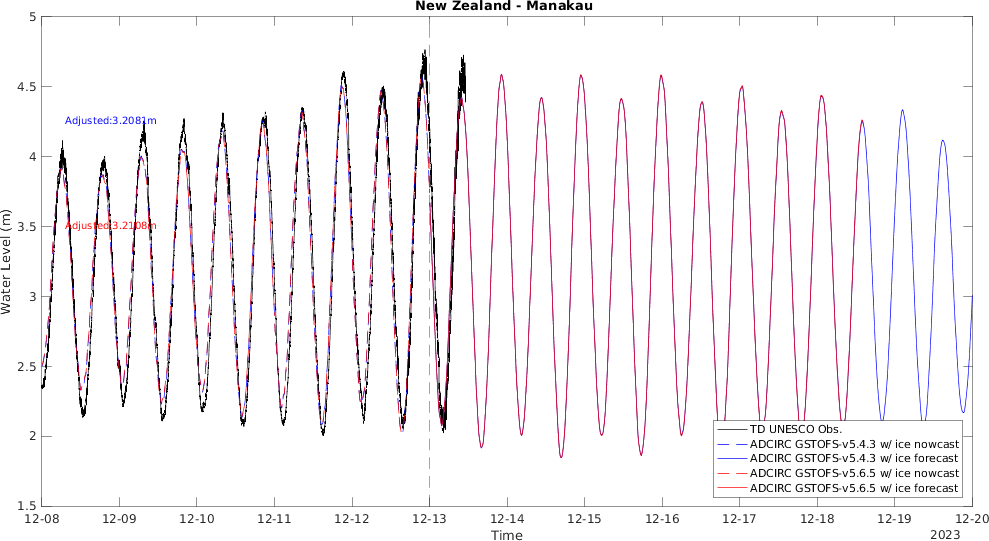 New Zealand - Manakau
5
4.5
4
3.5
3
2.5
2
1.5
Water Level (m)
Adjusted:3.2081m
Adjusted:3.2108m
TD UNESCO Obs.
ADCIRC GSTOFS-v5.4.3 w/ ice nowcast
ADCIRC GSTOFS-v5.4.3 w/ ice forecast
ADCIRC GSTOFS-v5.6.5 w/ ice nowcast
ADCIRC GSTOFS-v5.6.5 w/ ice forecast
12-08 12-09 12-10 12-11 12-12 12-13 12-14 12-15 12-16 12-17 12-18 12-19 12-20
Time
2023